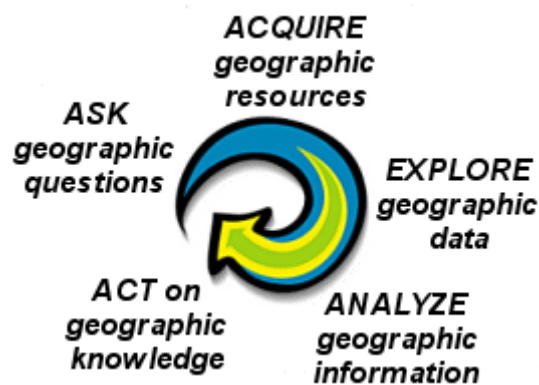 ACQUIRE
geographic
resources
ASK
geographic
questions
EXPLORE
geographic
data
ACT on
geographic
knowledge
ANALYZE
geographic
information